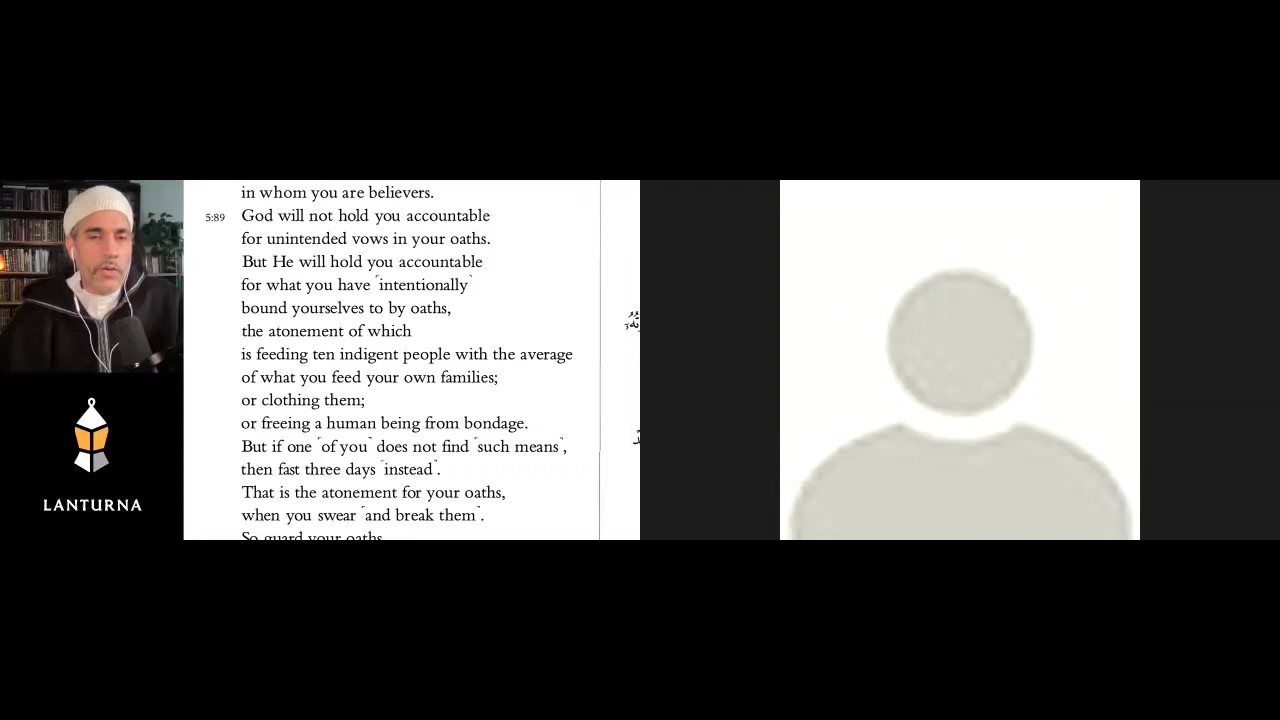 in whom you are believers.
5:89 God will not hold you accountable
for unintended vows in your oaths.
But He will hold you accountable
for what you have ˹intentionally˺
bound yourselves to by oaths,
the atonement of which
is feeding ten indigent people with the average
of what you feed your own families;
or clothing them;
or freeing a human being from bondage.
But if one ˹of you˺ does not find ˹such means˺,
then fast three days ˹instead˺.
That is the atonement for your oaths,
when you swear ˹and break them˺.
So guard your oaths
LANTURNA